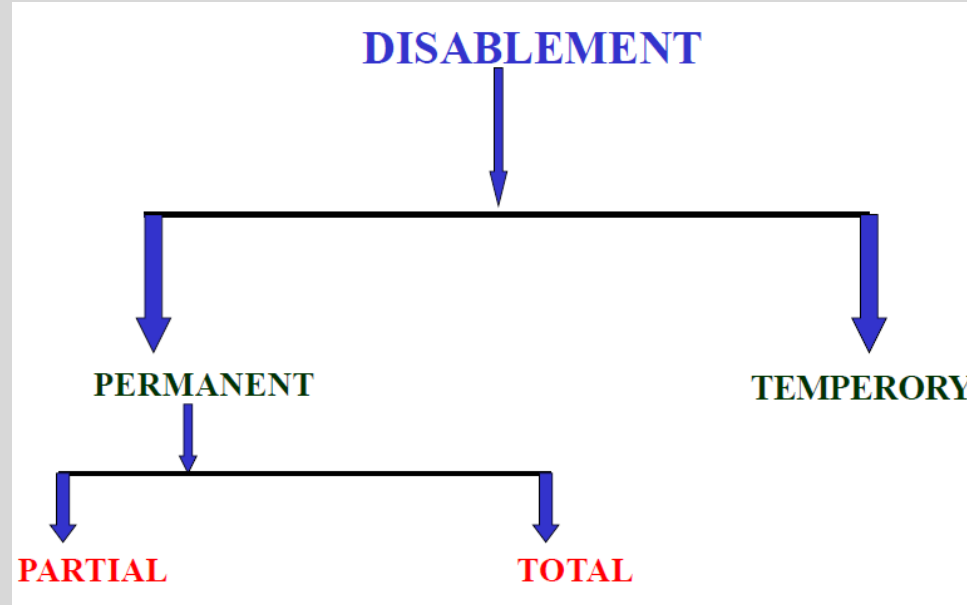 DISABLEMENT
PERMANENT
TEMPERORY
PARTIAL
TOTAL